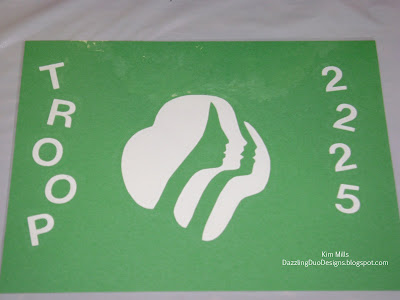 TROOP
2225
Kim Mills
DazzlingDuoDesigns.blogspot.com